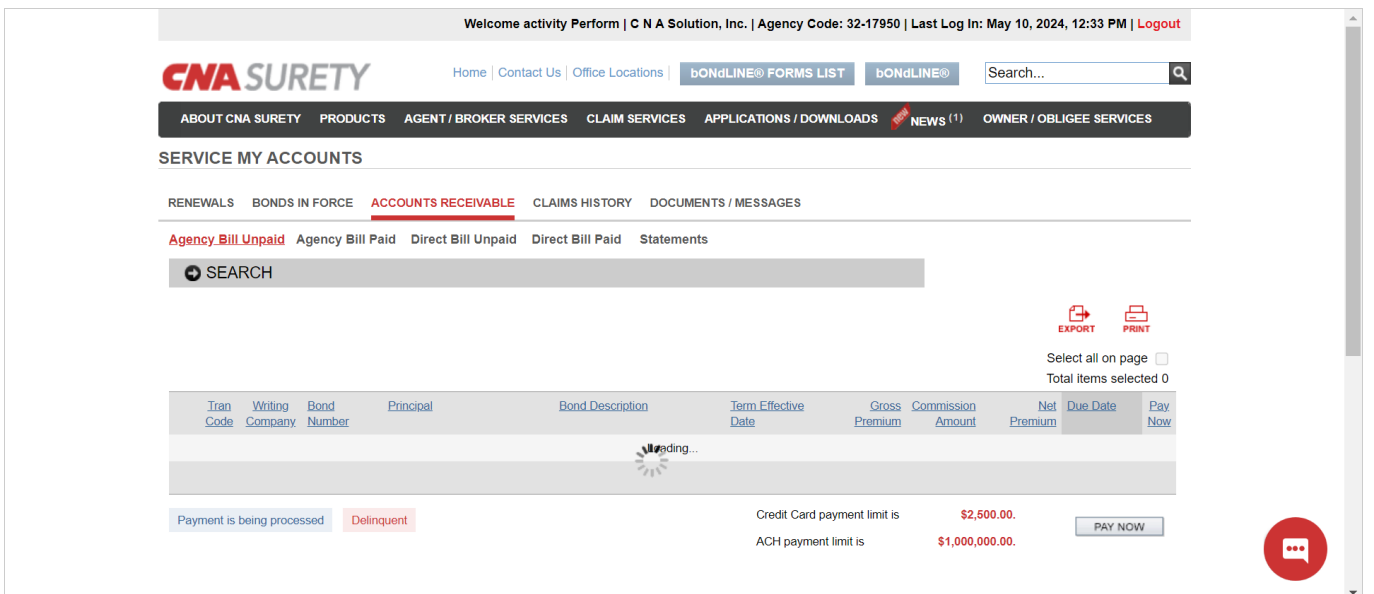 Welcome activity Perform | C N A Solution, Inc. | Agency Code: 32-17950 | Last Log In: May 10, 2024, 12:33 PM | Logout
CNA SURETY
Home | Contact Us | Office Locations | bONdLINE® FORMS LIST bONdLINE® Search...
ABOUT CNA SURETY PRODUCTS AGENT / BROKER SERVICES CLAIM SERVICES APPLICATIONS / DOWNLOADS new NEWS (1) OWNER / OBLIGEE SERVICES
SERVICE MY ACCOUNTS
RENEWALS BONDS IN FORCE ACCOUNTS RECEIVABLE CLAIMS HISTORY DOCUMENTS / MESSAGES
Agency Bill Unpaid Agency Bill Paid Direct Bill Unpaid Direct Bill Paid Statements
SEARCH
EXPORT PRINT
Select all on page
Total items selected 0
Tran Writing Bond Principal Bond Description Term Effective Gross Commission Net Due Date Pay
Code Company Number Date Premium Amount Premium Now
Loading...
Payment is being processed Delinquent Credit Card payment limit is $2,500.00. PAY NOW
ACH payment limit is $1,000,000.00.